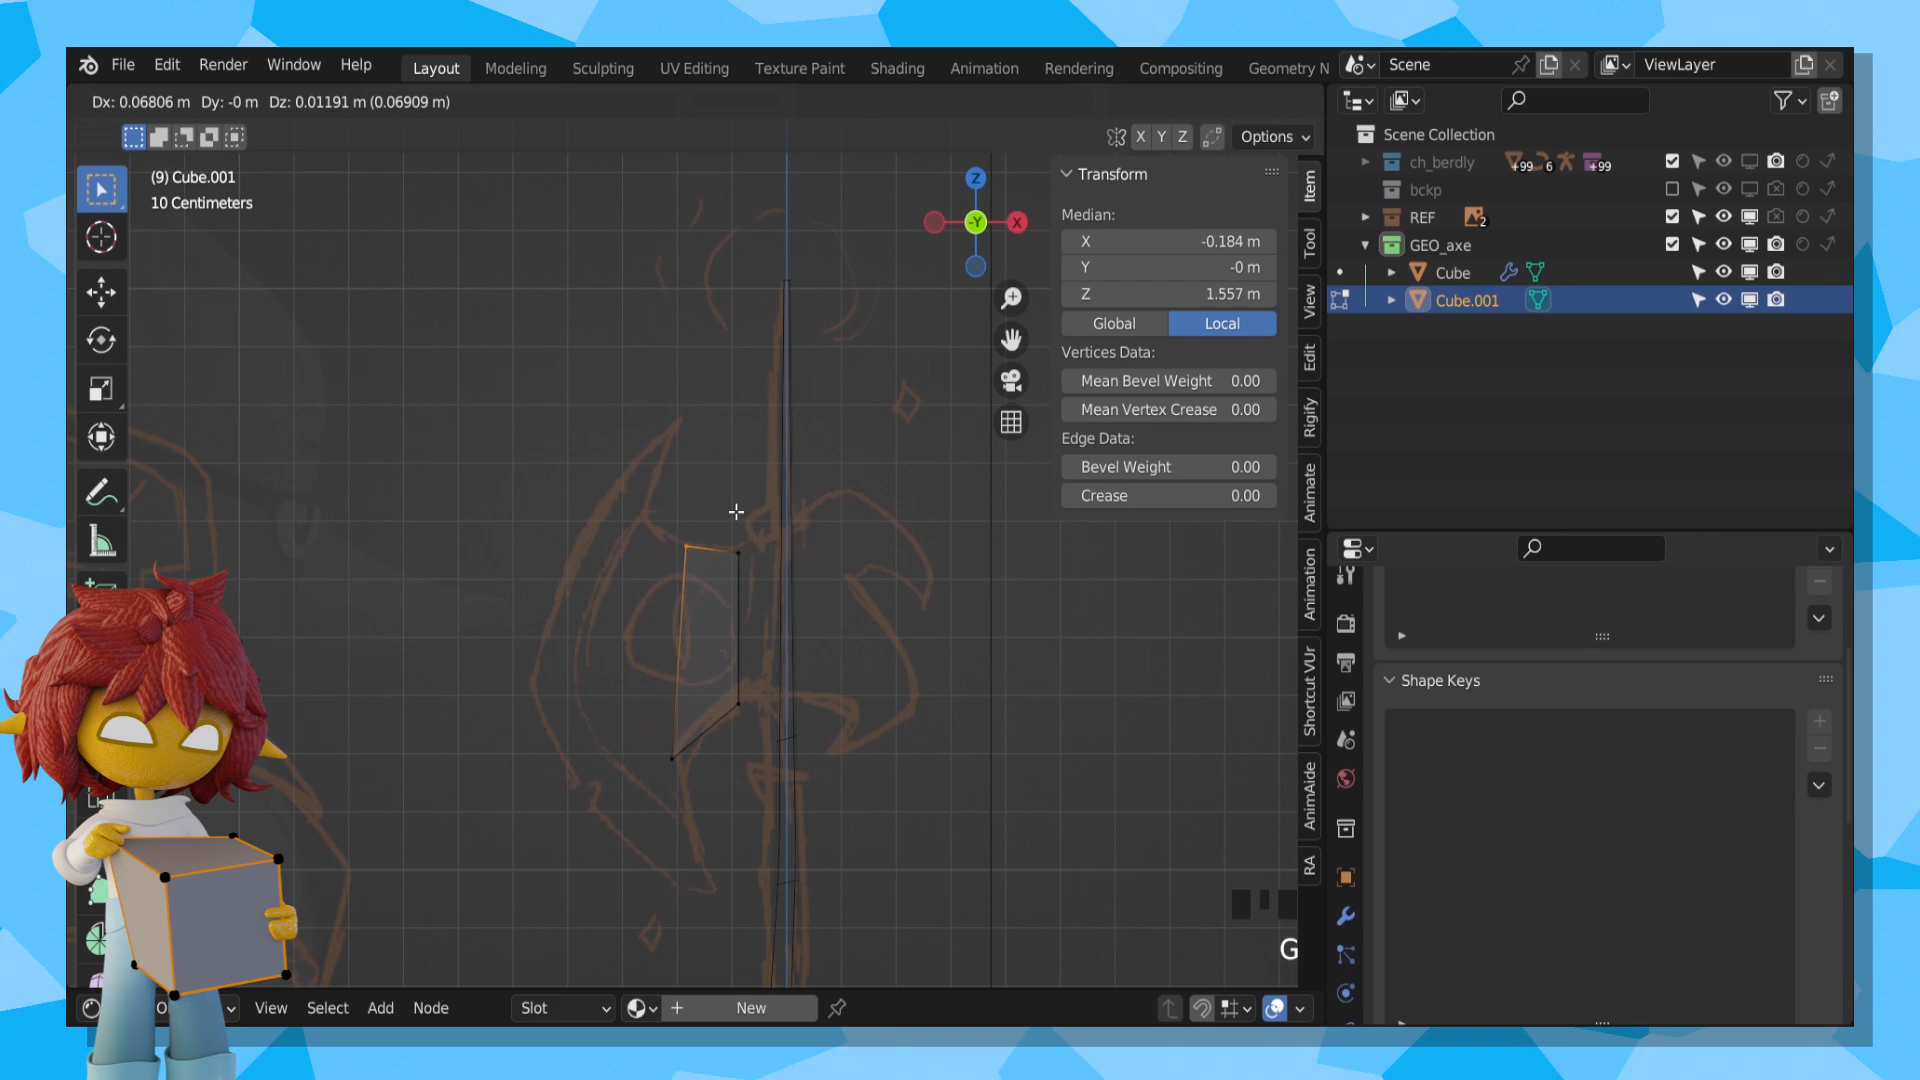 File Edit Render Window Help Layout Modeling Sculpting UV Editing Texture Paint Shading Animation Rendering Compositing Geometry N Scene ViewLayer
Dx: 0.06806 m Dy: -0 m Dz: 0.01191 m (0.06909 m)
X Y Z Options
(9) Cube.001
10 Centimeters
Z
-Y
X
Transform
Median:
X -0.184 m
Y -0 m
Z 1.557 m
Global Local
Vertices Data:
Mean Bevel Weight 0.00
Mean Vertex Crease 0.00
Edge Data:
Bevel Weight 0.00
Crease 0.00
Item
Tool
View
Edit
Rigify
Animate
Animation
Shortcut VUr
AnimAide
RA
Scene Collection
ch_berdly +99 6 +99
bckp
REF 2
GEO_axe
Cube
Cube.001
Shape Keys
G
O View Select Add Node Slot New